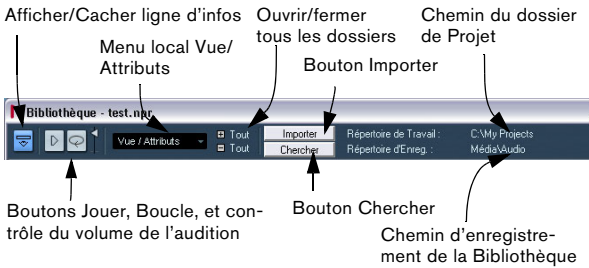 Afficher/Cacher ligne d'infos
Menu local Vue/
Attributs
Ouvrir/fermer
tous les dossiers
Bouton Importer
Chemin du dossier
de Projet
Bibliothèque - test.npr
Vue / Attributs
Tout
Tout
Importer
Chercher
Répertoire de Travail :
C:\My Projects
Répertoire d'Enreg. :
Média\Audio
Boutons Jouer, Boucle, et con-
trôle du volume de l'audition
Bouton Chercher
Chemin d'enregistre-
ment de la Bibliothèque